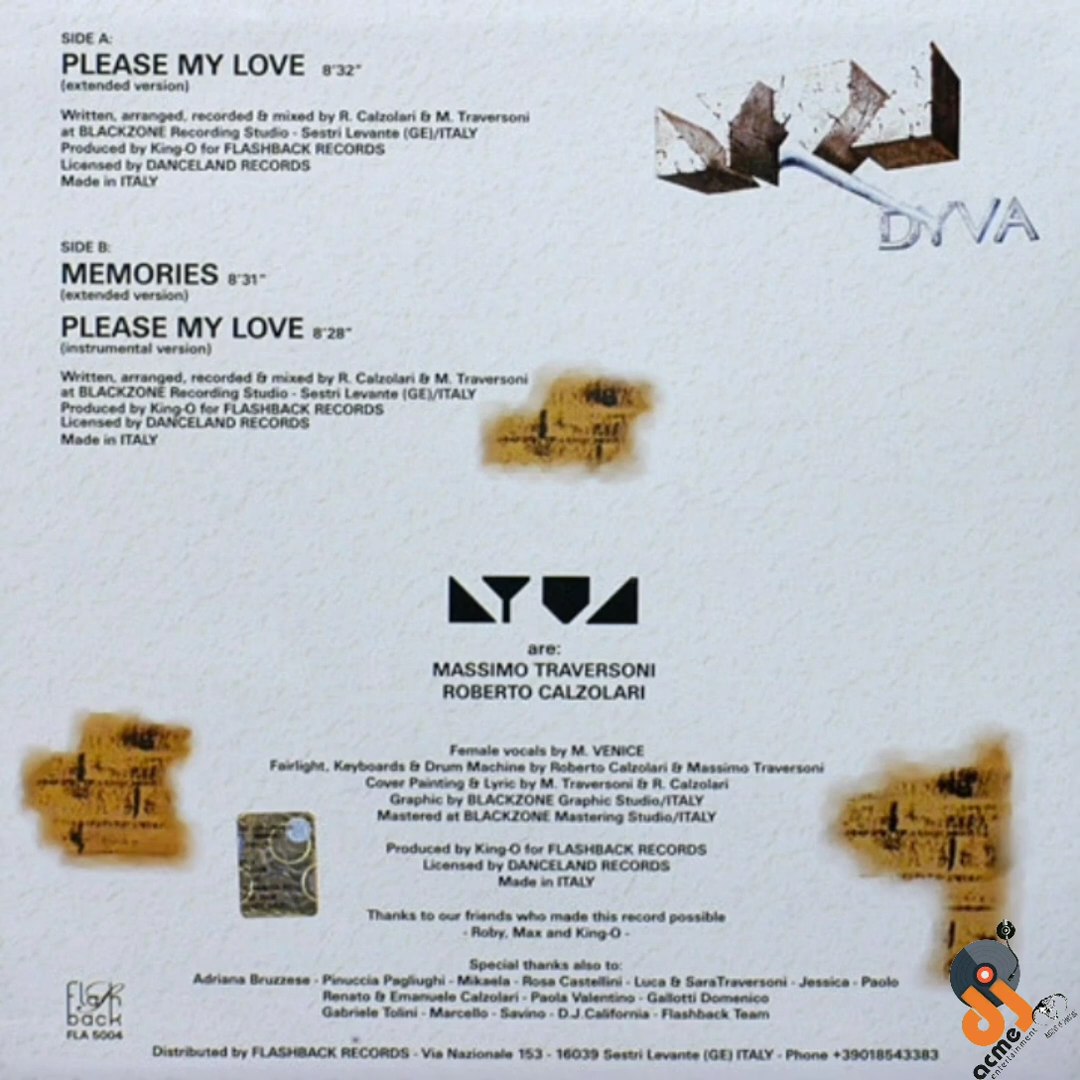 SIDE A:
PLEASE MY LOVE 8'32"
(extended version)
Written, arranged, recorded & mixed by R. Calzolari & M. Traversoni
at BLACKZONE Recording Studio - Sestri Levante (GE)/ITALY
Produced by King-O for FLASHBACK RECORDS
Licensed by DANCELAND RECORDS
Made in ITALY
DYVA
SIDE B:
MEMORIES 8'31"
(extended version)
PLEASE MY LOVE 8'28"
(instrumental version)
Written, arranged, recorded & mixed by R. Calzolari & M. Traversoni
at BLACKZONE Recording Studio - Sestri Levante (GE)/ITALY
Produced by King-O for FLASHBACK RECORDS
Licensed by DANCELAND RECORDS
Made in ITALY
DYVA
are:
MASSIMO TRAVERSONI
ROBERTO CALZOLARI
Female vocals by M. VENICE
Fairlight, Keyboards & Drum Machine by Roberto Calzolari & Massimo Traversoni
Cover Painting & Lyric by M. Traversoni & R. Calzolari
Graphic by BLACKZONE Graphic Studio/ITALY
Mastered at BLACKZONE Mastering Studio/ITALY
Produced by King-O for FLASHBACK RECORDS
Licensed by DANCELAND RECORDS
Made in ITALY
Thanks to our friends who made this record possible
- Roby, Max and King-O -
Special thanks also to:
Adriana Bruzzese - Pinuccia Pagliughi - Mikaela - Rosa Castellini - Luca & SaraTraversoni - Jessica - Paolo
Renato & Emanuele Calzolari - Paola Valentino - Gallotti Domenico
Gabriele Tolini - Marcello - Savino - D.J.California - Flashback Team
Flash
back
FLA 5004
Distributed by FLASHBACK RECORDS - Via Nazionale 153 - 16039 Sestri Levante (GE) ITALY - Phone +39018543383
dj
acme
entertainment